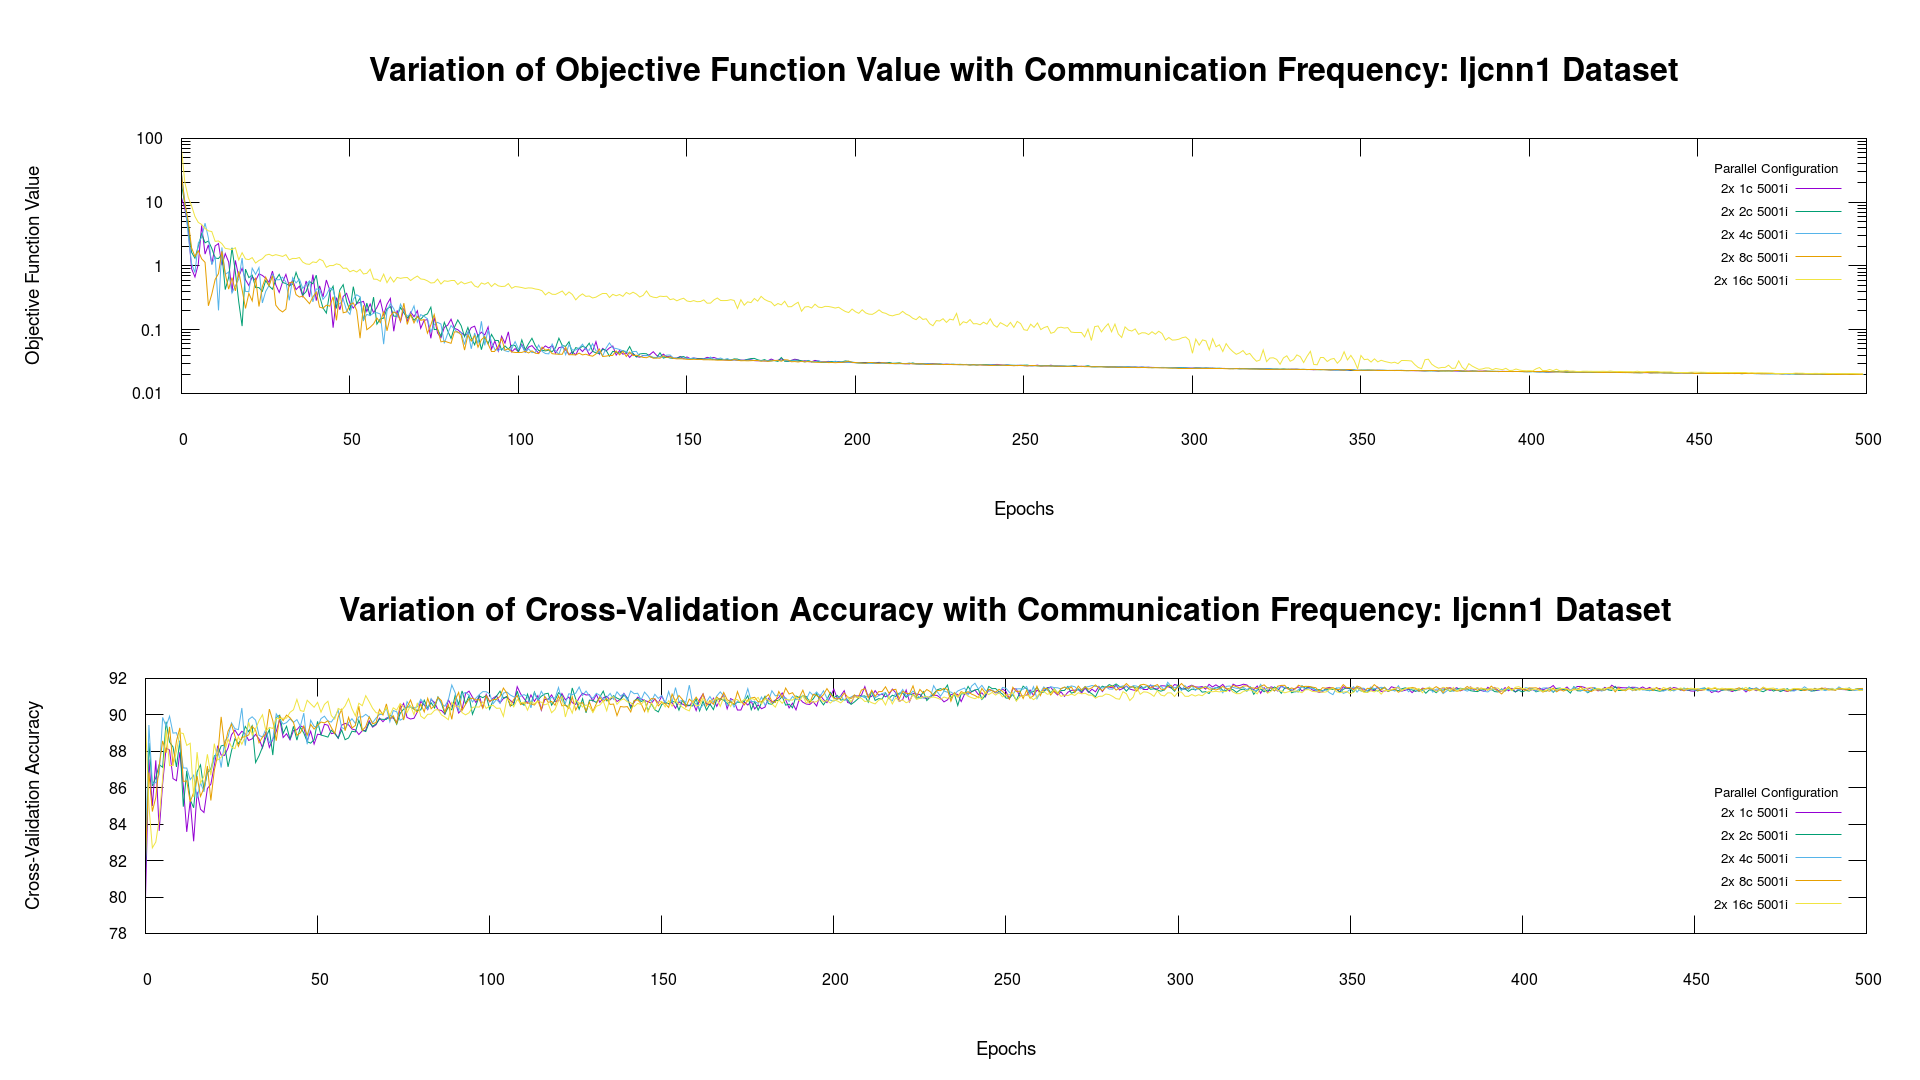 Variation of Objective Function Value with Communication Frequency: Ijcnn1 Dataset
Objective Function Value
100
10
1
0.1
0.01
Parallel Configuration
2x 1c 5001i
2x 2c 5001i
2x 4c 5001i
2x 8c 5001i
2x 16c 5001i
0 50 100 150 200 250 300 350 400 450 500
Epochs
Variation of Cross-Validation Accuracy with Communication Frequency: Ijcnn1 Dataset
Cross-Validation Accuracy
92
90
88
86
84
82
80
78
Parallel Configuration
2x 1c 5001i
2x 2c 5001i
2x 4c 5001i
2x 8c 5001i
2x 16c 5001i
0 50 100 150 200 250 300 350 400 450 500
Epochs